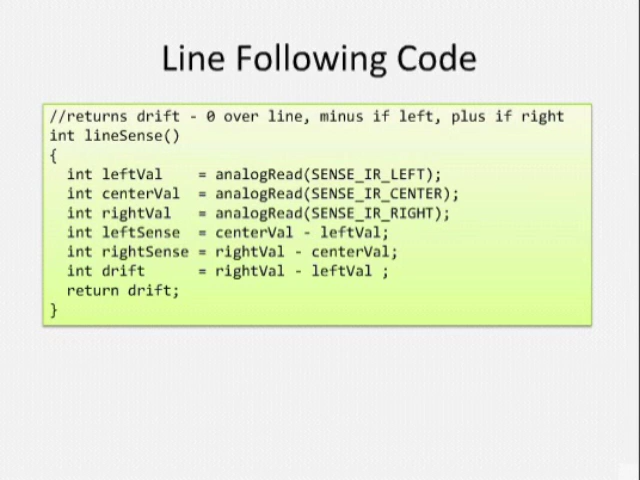 Line Following Code
//returns drift - 0 over line, minus if left, plus if right
int lineSense()
{
  int leftVal    = analogRead(SENSE_IR_LEFT);
  int centerVal  = analogRead(SENSE_IR_CENTER);
  int rightVal   = analogRead(SENSE_IR_RIGHT);
  int leftSense  = centerVal - leftVal;
  int rightSense = rightVal - centerVal;
  int drift      = rightVal - leftVal ;
  return drift;
}